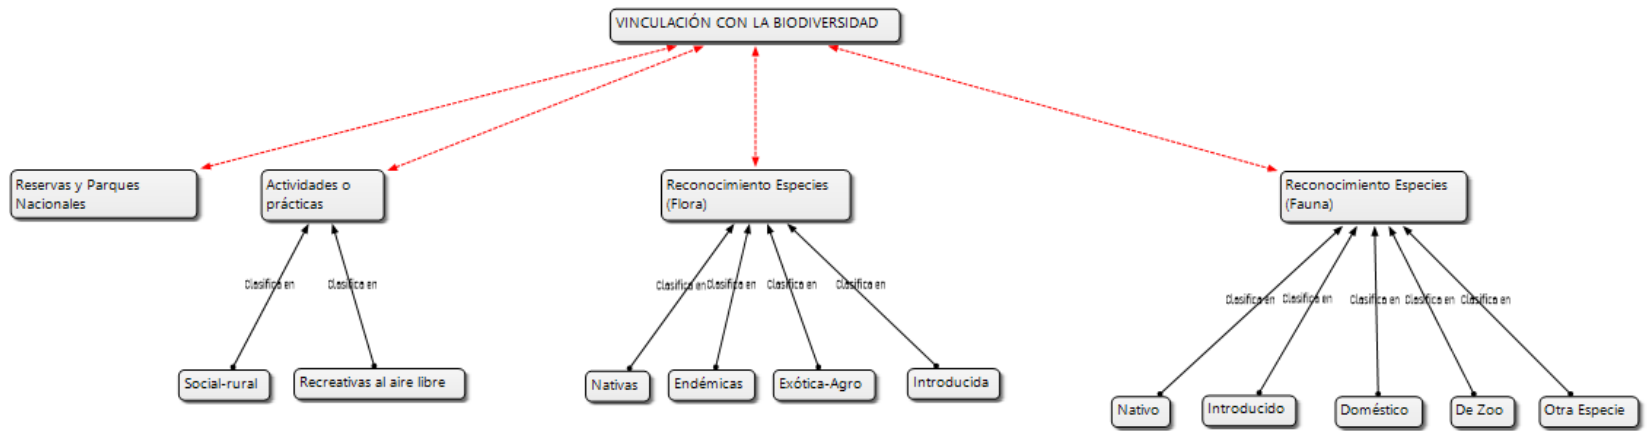 VINCULACIÓN CON LA BIODIVERSIDAD
Reservas y Parques
Nacionales
Actividades o
prácticas
Reconocimiento Especies
(Flora)
Reconocimiento Especies
(Fauna)
Clasifica en
Clasifica en
Clasifica en
Clasifica en
Clasifica en
Clasifica en
Clasifica en
Clasifica en
Clasifica en
Clasifica en
Clasifica en
Social-rural
Recreativas al aire libre
Nativas
Endémicas
Exótica-Agro
Introducida
Nativo
Introducido
Doméstico
De Zoo
Otra Especie